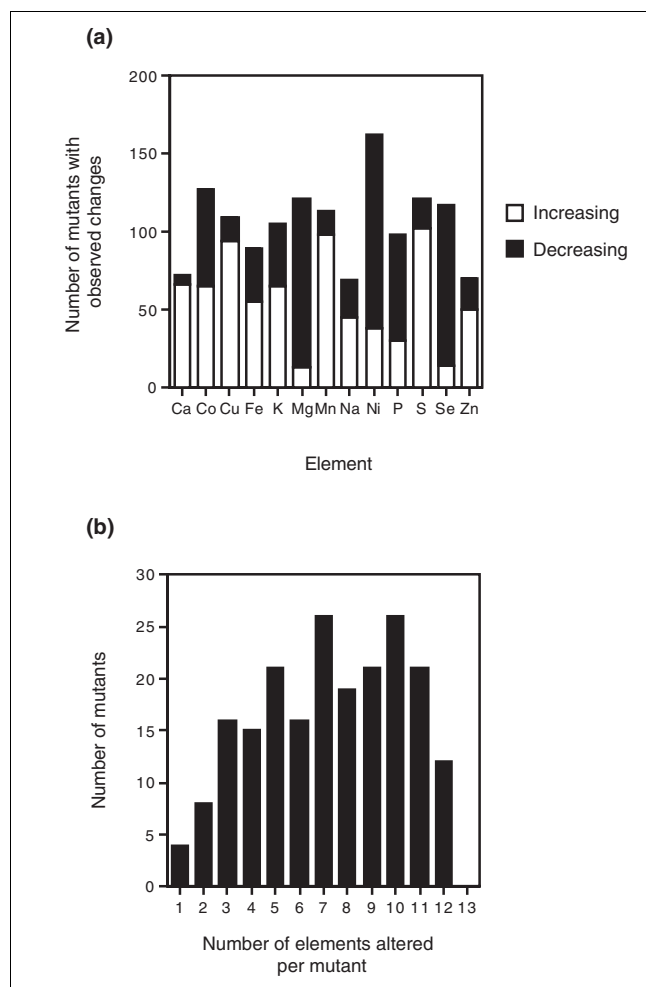 (a)
Number of mutants with
observed changes
200
150
100
50
0
Ca Co Cu Fe K Mg Mn Na Ni P S Se Zn
Element
Increasing
Decreasing
(b)
Number of mutants
30
25
20
15
10
5
0
1 2 3 4 5 6 7 8 9 10 11 12 13
Number of elements altered
per mutant